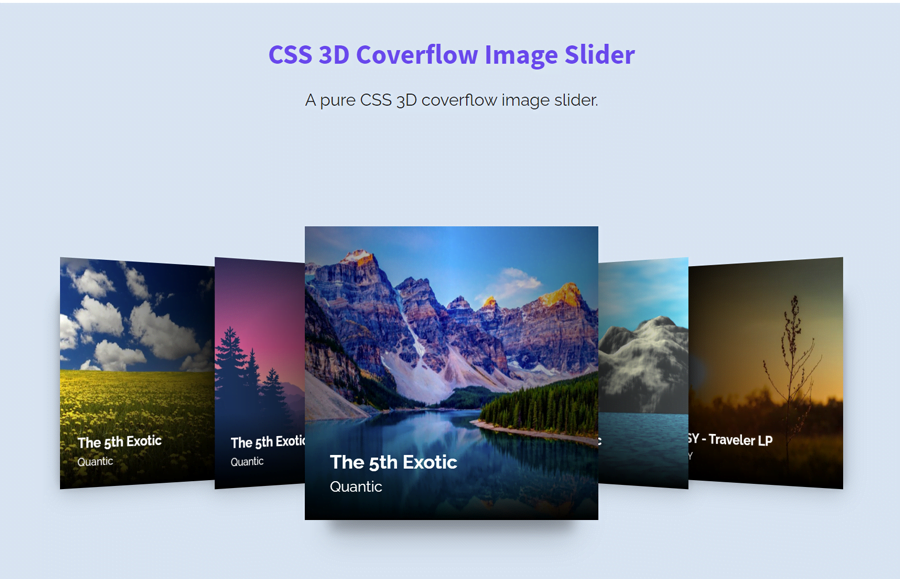 CSS 3D Coverflow Image Slider
A pure CSS 3D coverflow image slider.
The 5th Exotic
Quantic
The 5th Exotic
Quantic
The 5th Exotic
Quantic
c
SY - Traveler LP
Y